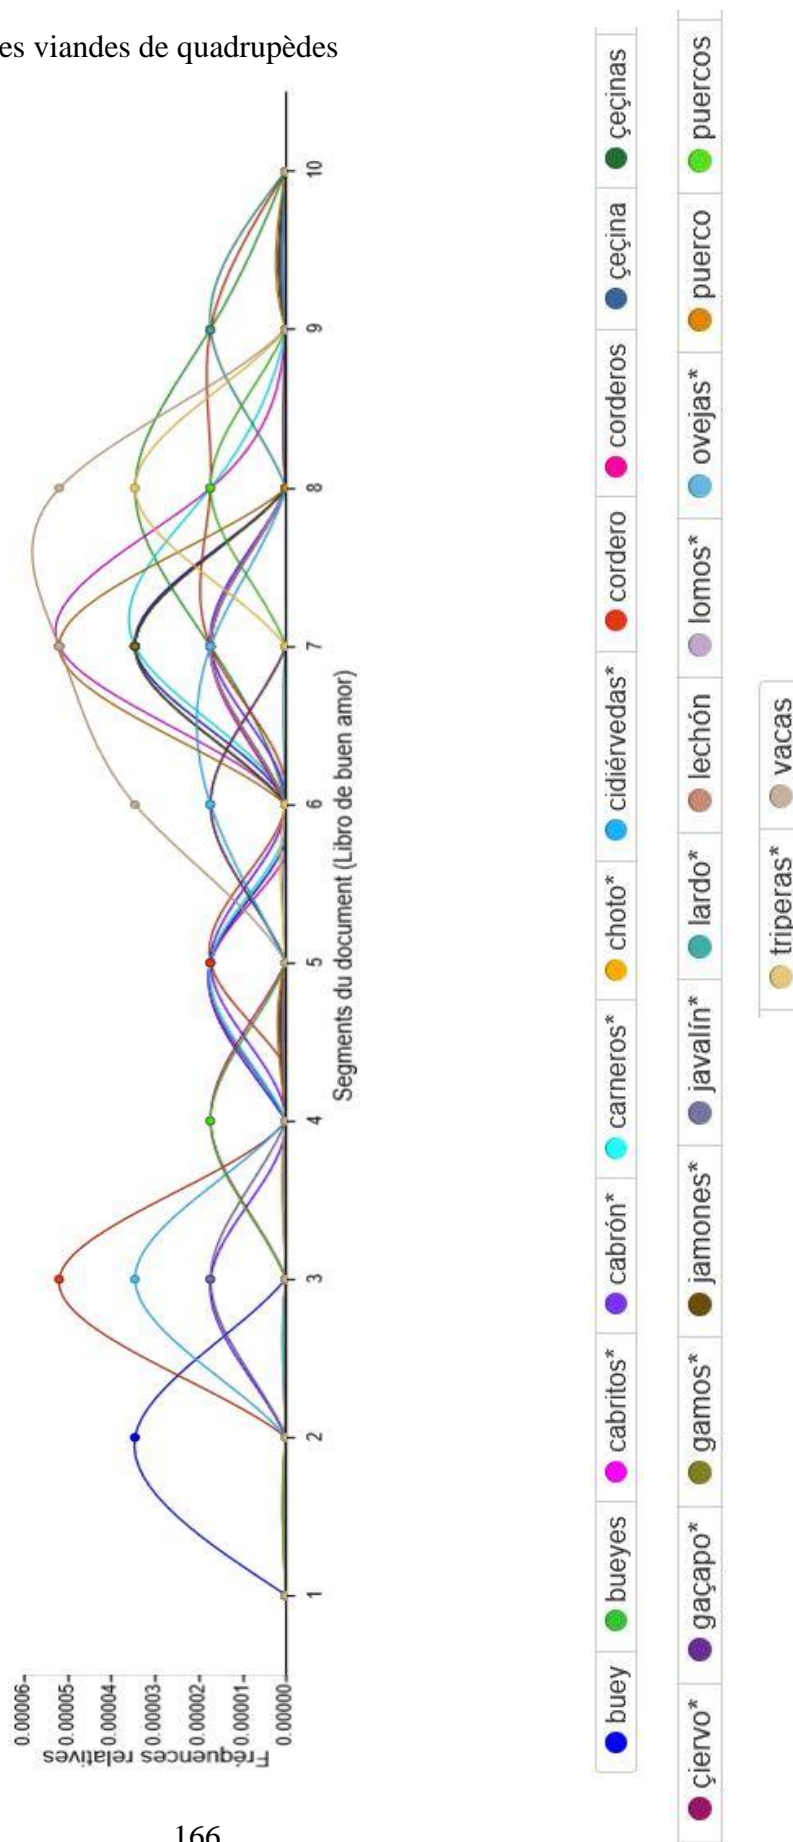 es viandes de quadrupèdes
Fréquences relatives
0.00006
0.00005
0.00004
0.00003
0.00002
0.00001
0.00000
1 2 3 4 5 6 7 8 9 10
Segments du document (Libro de buen amor)
buey bueyes cabritos* cabrón* carneros* choto* cidiérvedas* cordero corderos çeçina çeçinas
çiervo* gaçapo* gamos* jamones* javalín* lardo* lechón lomos* ovejas* puerco puercos
triperas* vacas
166